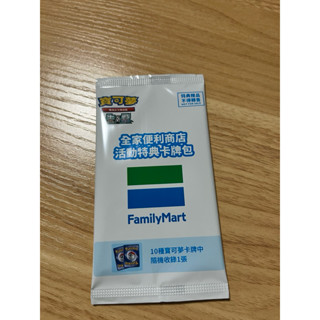 寶可夢
全家便利商店
活動特典卡牌包
FamilyMart
10種寶可夢卡牌中
隨機收錄1張